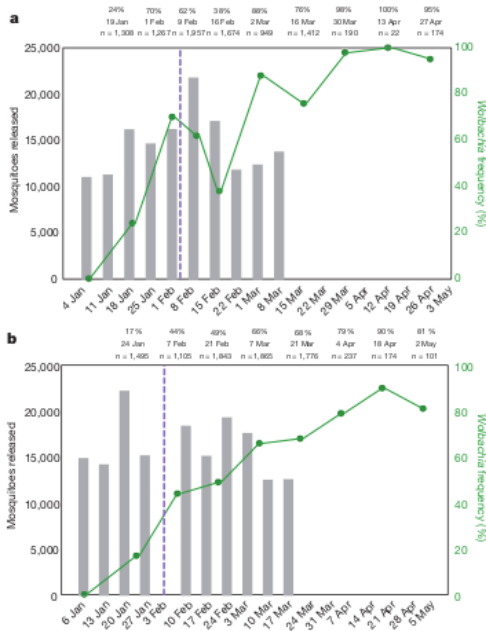 a
24% 70% 62% 38% 88% 76% 98% 100% 95%
19 Jan 1 Feb 9 Feb 16 Feb 2 Mar 16 Mar 30 Mar 13 Apr 27 Apr
n = 1,308 n = 1,267 n = 1,957 n = 1,674 n = 949 n = 1,412 n = 190 n = 22 n = 174
25,000
20,000
15,000
10,000
5,000
0
Mosquitoes released
100
80
60
40
20
0
Wolbachia frequency (%)
4 Jan 11 Jan 18 Jan 25 Jan 1 Feb 8 Feb 15 Feb 22 Feb 1 Mar 8 Mar 15 Mar 22 Mar 29 Mar 5 Apr 12 Apr 19 Apr 26 Apr 3 May
b
17% 44% 49% 66% 68% 79% 90% 81%
24 Jan 7 Feb 21 Feb 7 Mar 21 Mar 4 Apr 18 Apr 2 May
n = 1,495 n = 1,105 n = 1,843 n = 1,865 n = 1,776 n = 237 n = 174 n = 101
25,000
20,000
15,000
10,000
5,000
0
Mosquitoes released
100
80
60
40
20
0
Wolbachia frequency (%)
6 Jan 13 Jan 20 Jan 27 Jan 3 Feb 10 Feb 17 Feb 24 Feb 3 Mar 10 Mar 17 Mar 24 Mar 31 Mar 7 Apr 14 Apr 21 Apr 28 Apr 5 May